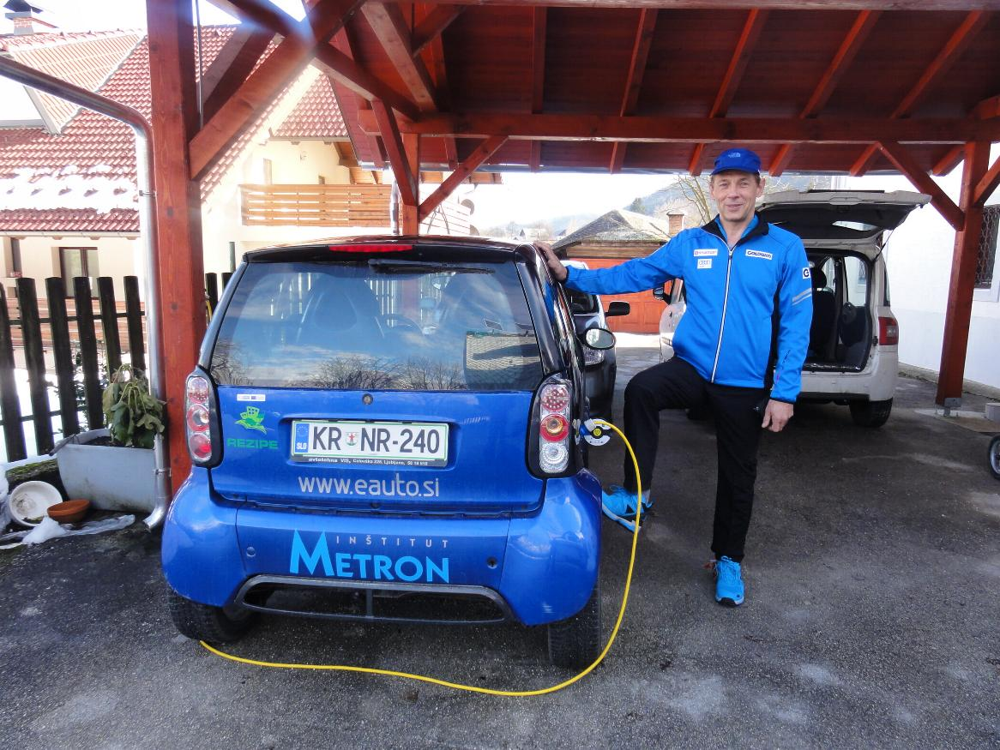 REZIPE
SLO
KR NR-240
www.eauto.si
INŠTITUT
METRON
GOLDWIN